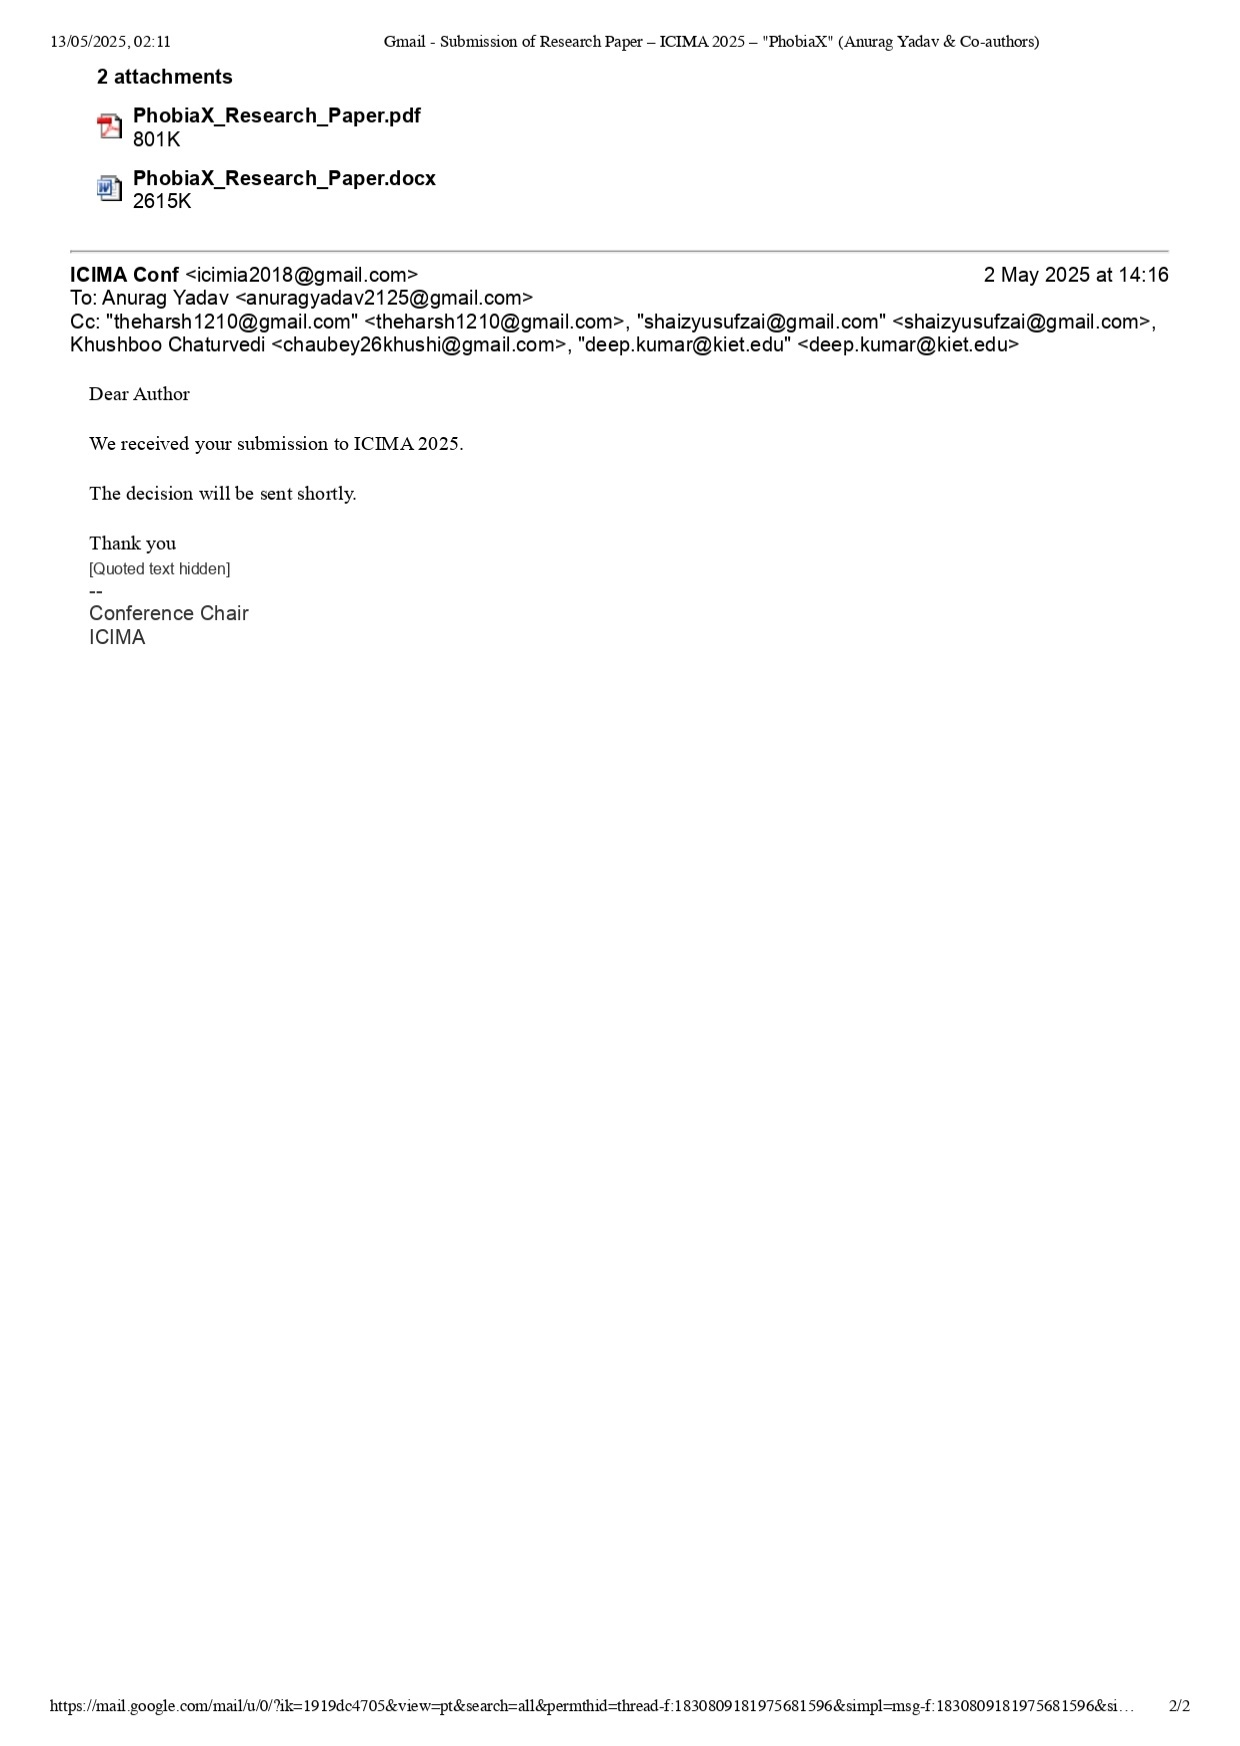 13/05/2025, 02:11 Gmail - Submission of Research Paper – ICIMA 2025 – "PhobiaX" (Anurag Yadav & Co-authors)
2 attachments
PhobiaX_Research_Paper.pdf
801K
PhobiaX_Research_Paper.docx
2615K
ICIMA Conf <icimia2018@gmail.com> 2 May 2025 at 14:16
To: Anurag Yadav <anuragyadav2125@gmail.com>
Cc: "theharsh1210@gmail.com" <theharsh1210@gmail.com>, "shaizyusufzai@gmail.com" <shaizyusufzai@gmail.com>,
Khushboo Chaturvedi <chaubey26khushi@gmail.com>, "deep.kumar@kiet.edu" <deep.kumar@kiet.edu>
Dear Author
We received your submission to ICIMA 2025.
The decision will be sent shortly.
Thank you
[Quoted text hidden]
--
Conference Chair
ICIMA
https://mail.google.com/mail/u/0/?ik=1919dc4705&view=pt&search=all&permthid=thread-f:1830809181975681596&simpl=msg-f:1830809181975681596&si… 2/2